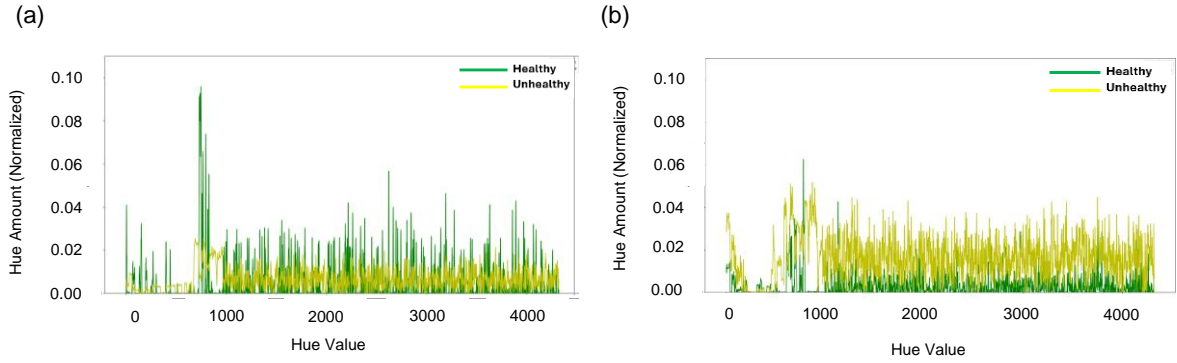 (a)
Hue Amount (Normalized)
0.10
0.08
0.06
0.04
0.02
0.00
Healthy
Unhealthy
0 1000 2000 3000 4000
Hue Value
(b)
Hue Amount (Normalized)
0.10
0.08
0.06
0.04
0.02
0.00
Healthy
Unhealthy
0 1000 2000 3000 4000
Hue Value